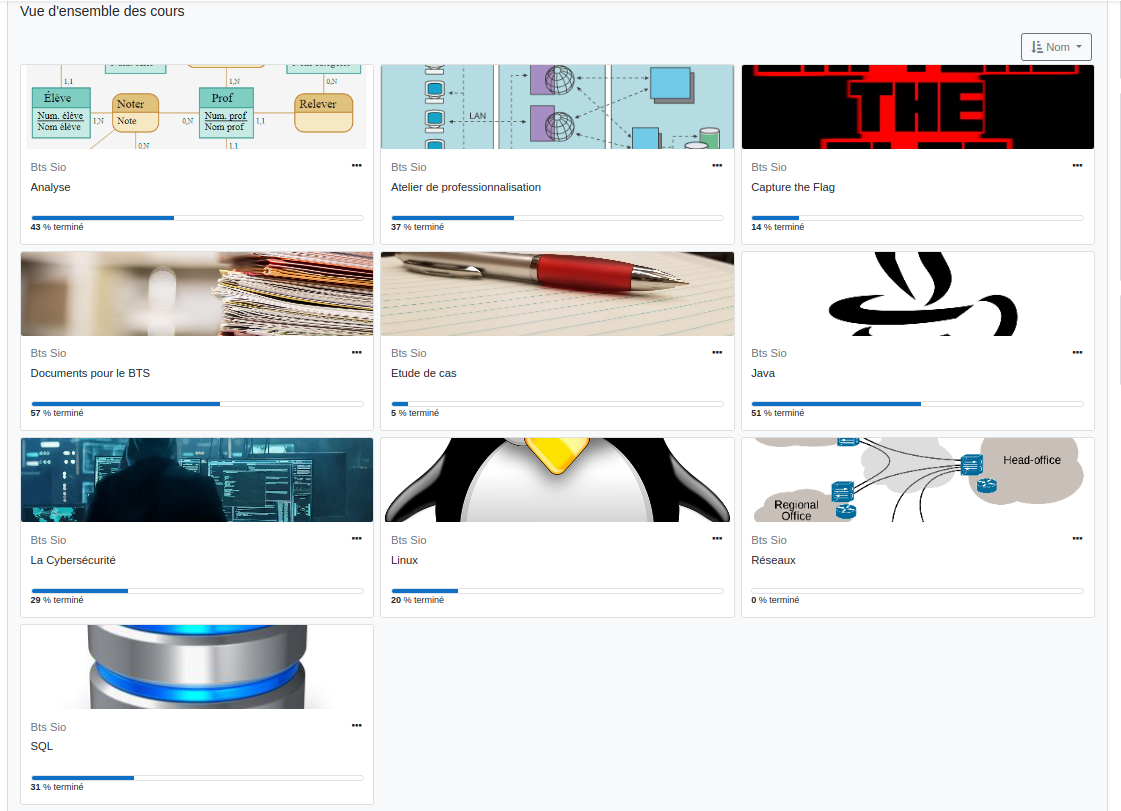 Vue d'ensemble des cours
Nom
1,1
1,N
0,N
Élève
Num. élève
Nom élève
1,N
Noter
Note
0,N
Prof
Num. prof
Nom prof
1,1
Relever
0,N
1,1
LAN
THE
Bts Sio
Analyse
43 % terminé
Bts Sio
Atelier de professionnalisation
37 % terminé
Bts Sio
Capture the Flag
14 % terminé
Bts Sio
Documents pour le BTS
57 % terminé
Bts Sio
Etude de cas
5 % terminé
Bts Sio
Java
51 % terminé
Head-office
Regional
Office
Bts Sio
La Cybersécurité
29 % terminé
Bts Sio
Linux
20 % terminé
Bts Sio
Réseaux
0 % terminé
Bts Sio
SQL
31 % terminé